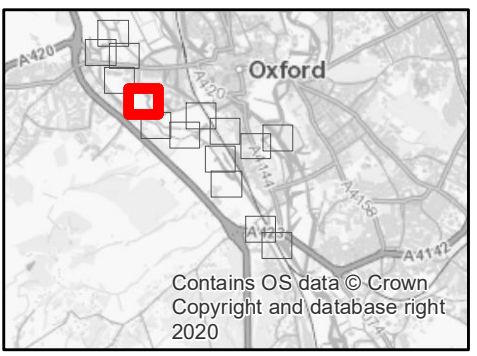 A420
Oxford
A420
A4144
A4158
A423
A4142
Contains OS data © Crown
Copyright and database right
2020